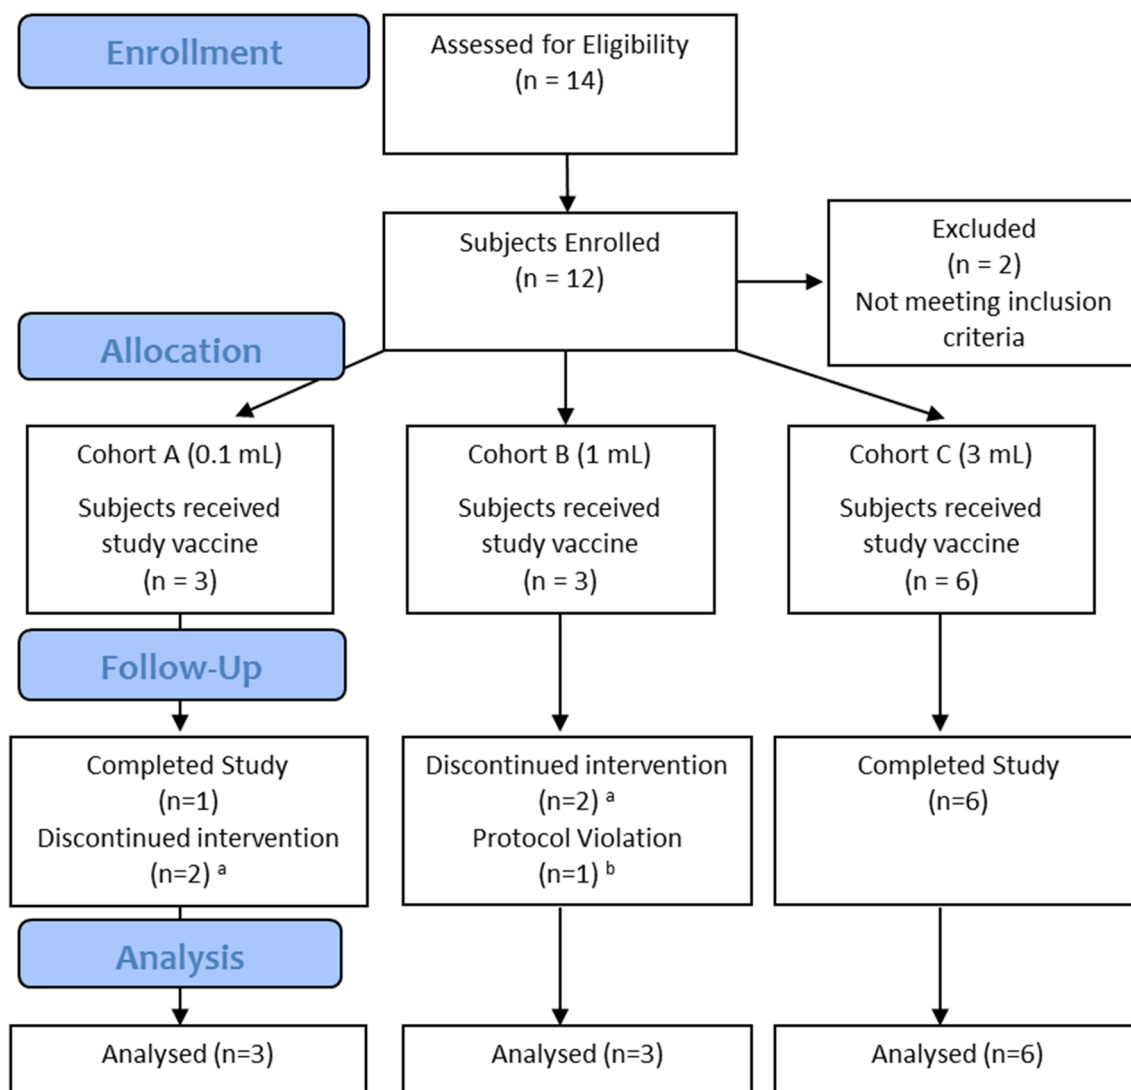 Enrollment
Assessed for Eligibility
(n = 14)
Subjects Enrolled
(n = 12)
Excluded
(n = 2)
Not meeting inclusion
criteria
Allocation
Cohort A (0.1 mL)
Subjects received
study vaccine
(n = 3)
Cohort B (1 mL)
Subjects received
study vaccine
(n = 3)
Cohort C (3 mL)
Subjects received
study vaccine
(n = 6)
Follow-Up
Completed Study
(n=1)
Discontinued intervention
(n=2) ᵃ
Discontinued intervention
(n=2) ᵃ
Protocol Violation
(n=1) ᵇ
Completed Study
(n=6)
Analysis
Analysed (n=3)
Analysed (n=3)
Analysed (n=6)